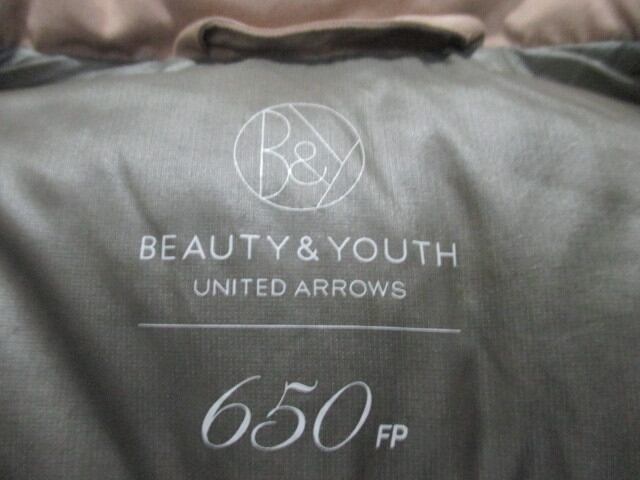 B&Y
BEAUTY & YOUTH
UNITED ARROWS
650 FP